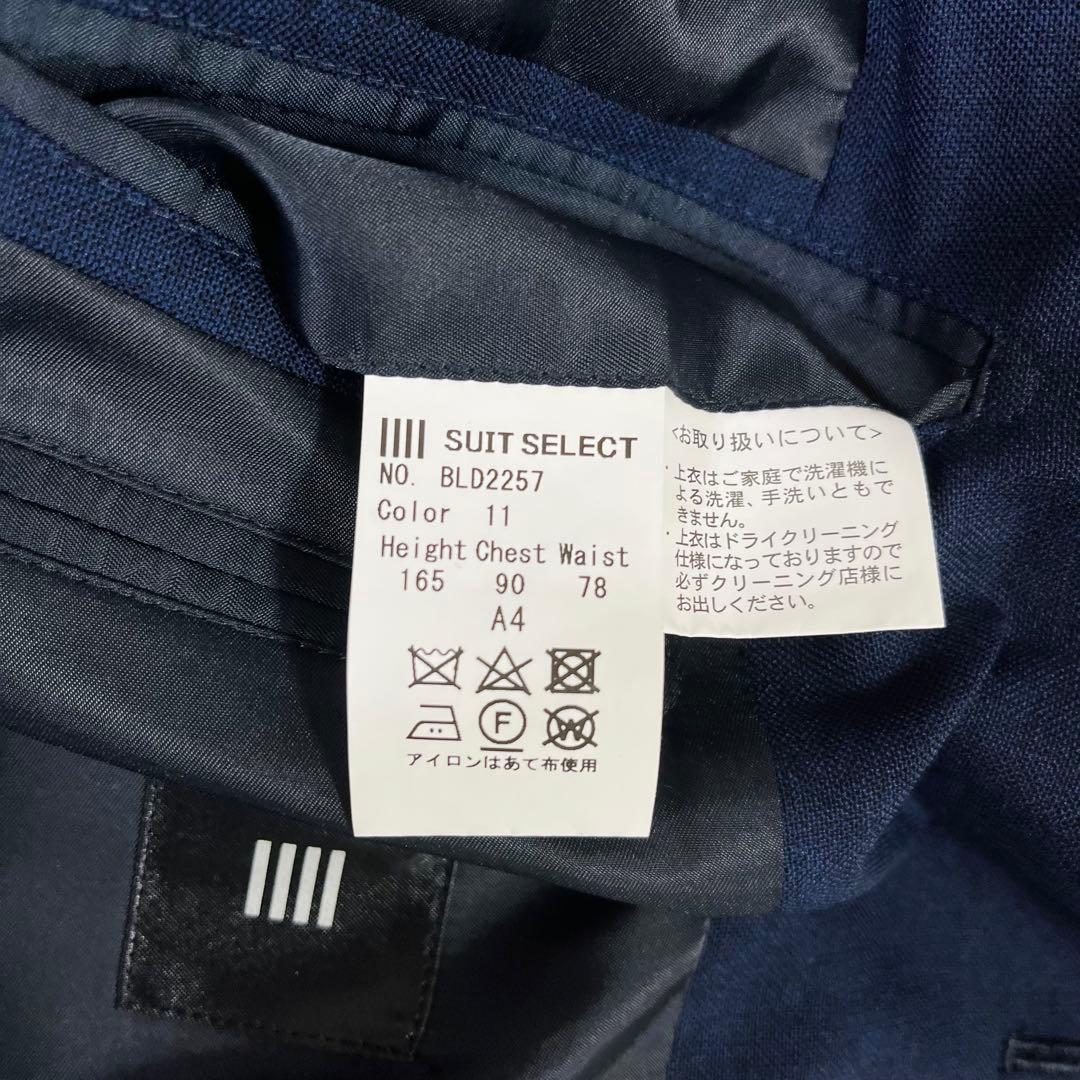 SUIT SELECT
NO. BLD2257
Color 11
Height Chest Waist
165 90 78
A4
F
W
アイロンはあて布使用
<お取り扱いについて>
・上衣はご家庭で洗濯機に
よる洗濯、手洗いともで
きません。
・上衣はドライクリーニング
仕様になっておりますので
必ずクリーニング店様に
お出しください。